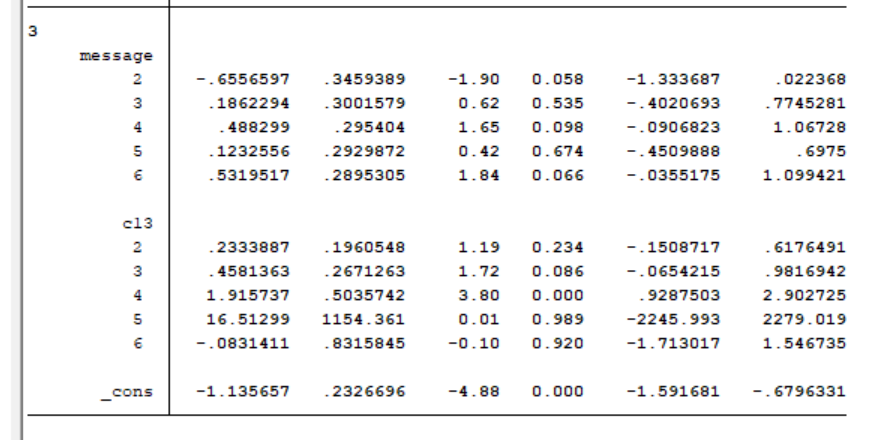 3
message
2 -.6556597 .3459389 -1.90 0.058 -1.333687 .022368
3 .1862294 .3001579 0.62 0.535 -.4020693 .7745281
4 .488299 .295404 1.65 0.098 -.0906823 1.06728
5 .1232556 .2929872 0.42 0.674 -.4509888 .6975
6 .5319517 .2895305 1.84 0.066 -.0355175 1.099421
cl3
2 .2333887 .1960548 1.19 0.234 -.1508717 .6176491
3 .4581363 .2671263 1.72 0.086 -.0654215 .9816942
4 1.915737 .5035742 3.80 0.000 .9287503 2.902725
5 16.51299 1154.361 0.01 0.989 -2245.993 2279.019
6 -.0831411 .8315845 -0.10 0.920 -1.713017 1.546735
_cons -1.135657 .2326696 -4.88 0.000 -1.591681 -.6796331